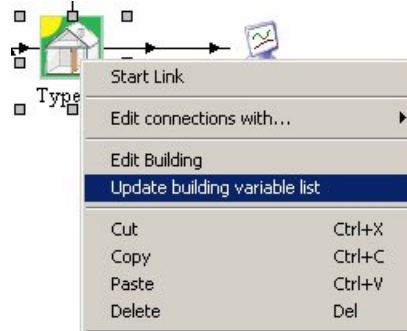 Type
Start Link
Edit connections with...
Edit Building
Update building variable list
Cut Ctrl+X
Copy Ctrl+C
Paste Ctrl+V
Delete Del